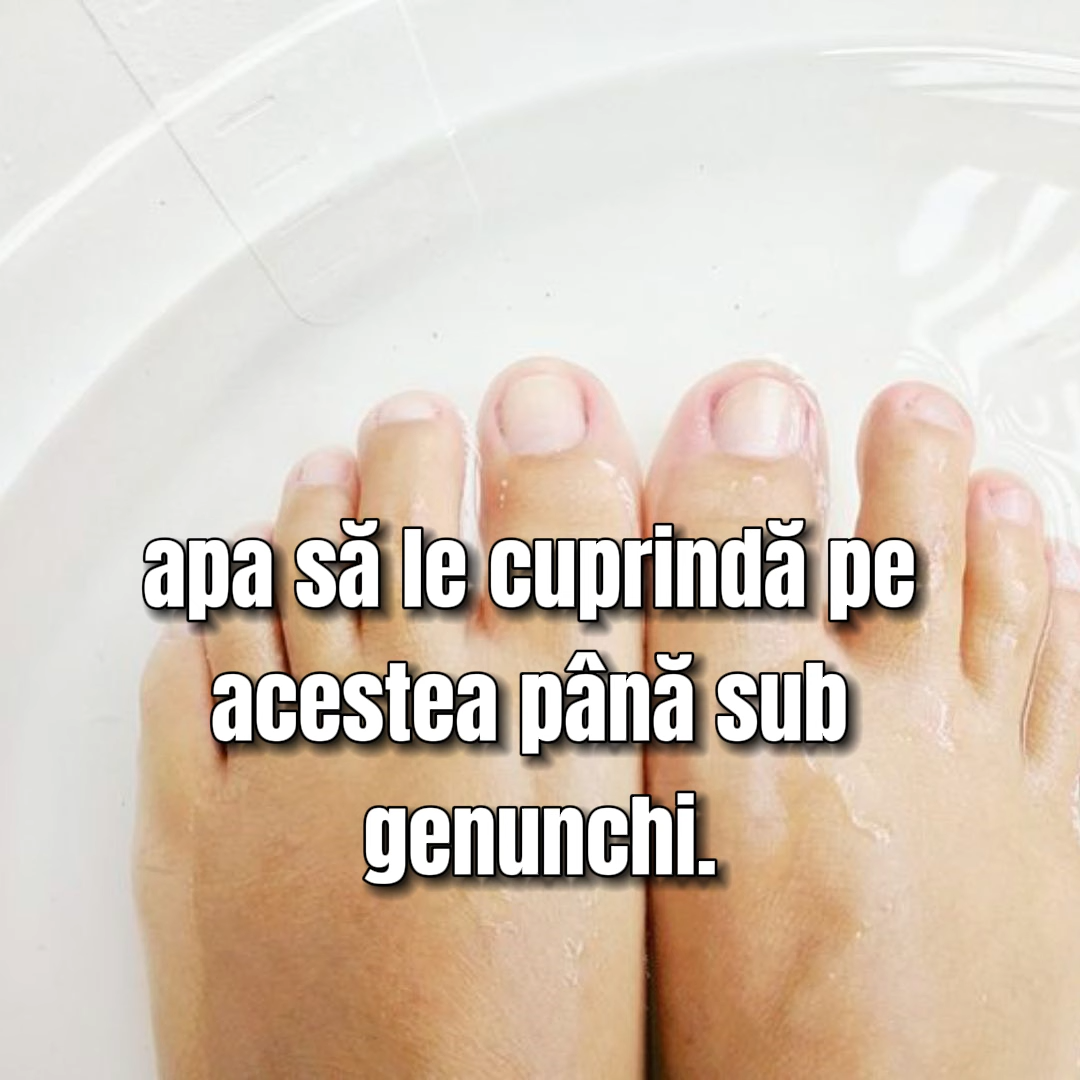 apa să le cuprindă pe
acestea până sub
genunchi.